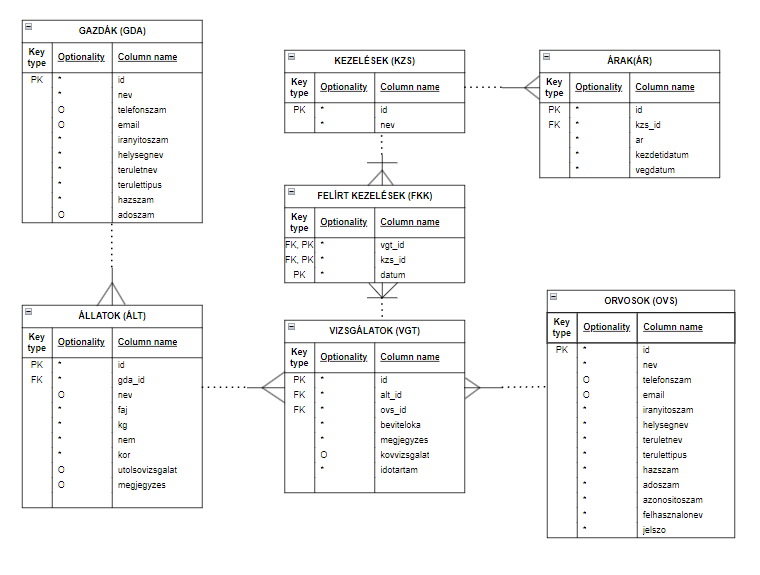 GAZDÁK (GDA)
Key type Optionality Column name
PK * id
* nev
O telefonszam
O email
* iranyitoszam
* helysegnev
* teruletnev
* terulettipus
* hazszam
O adoszam
KEZELÉSEK (KZS)
Key type Optionality Column name
PK * id
* nev
ÁRAK(ÁR)
Key type Optionality Column name
PK * id
FK * kzs_id
* ar
* kezdetidatum
* vegdatum
FELÍRT KEZELÉSEK (FKK)
Key type Optionality Column name
FK, PK * vgt_id
FK, PK * kzs_id
PK * datum
ÁLLATOK (ÁLT)
Key type Optionality Column name
PK * id
FK * gda_id
O nev
* faj
* kg
* nem
* kor
O utolsovizsgalat
O megjegyzes
VIZSGÁLATOK (VGT)
Key type Optionality Column name
PK * id
FK * alt_id
FK * ovs_id
* beviteloka
* megjegyzes
O kovvizsgalat
* idotartam
ORVOSOK (OVS)
Key type Optionality Column name
PK * id
* nev
O telefonszam
O email
* iranyitoszam
* helysegnev
* teruletnev
* terulettipus
* hazszam
* adoszam
* azonositoszam
* felhasznalonev
* jelszo